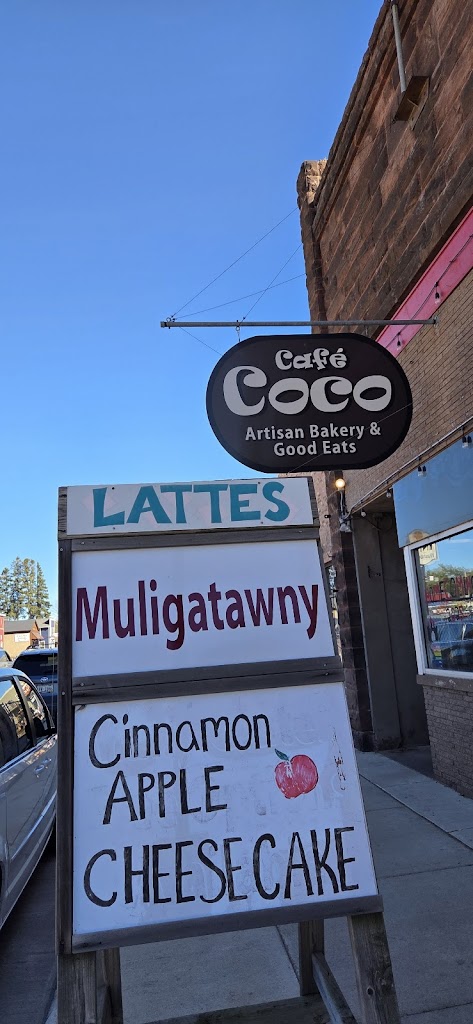 Café
Coco
Artisan Bakery &
Good Eats
LATTES
Muligatawny
Cinnamon
APPLE
CHEESECAKE